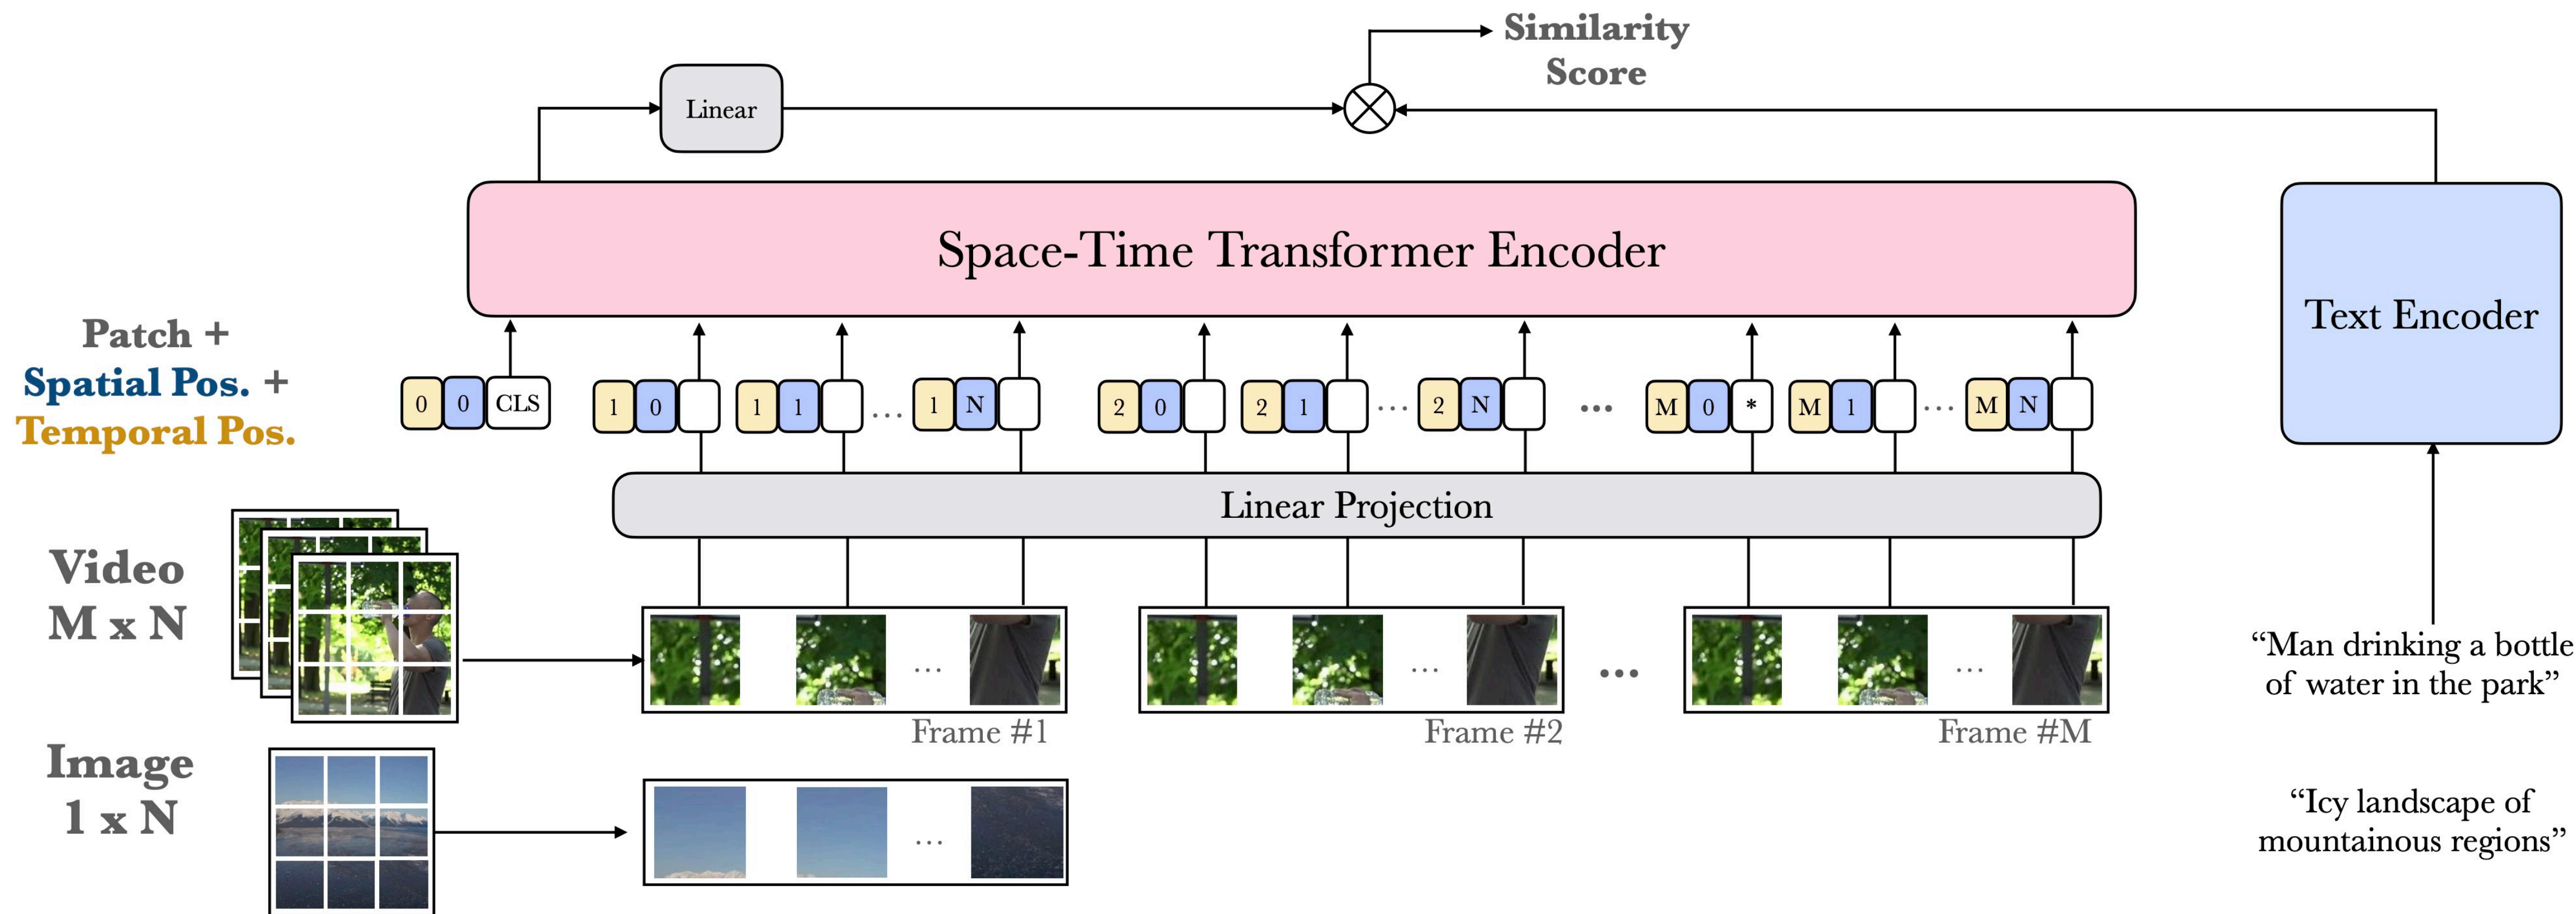 Similarity
Score
Linear
Space-Time Transformer Encoder
Text Encoder
Patch +
Spatial Pos. +
Temporal Pos.
0 0 CLS 1 0 1 1 ... 1 N 2 0 2 1 ... 2 N ... M 0 * M 1 ... M N
Linear Projection
Video
M x N
...
Frame #1
...
Frame #2
...
...
Frame #M
“Man drinking a bottle
of water in the park”
Image
1 x N
...
“Icy landscape of
mountainous regions”